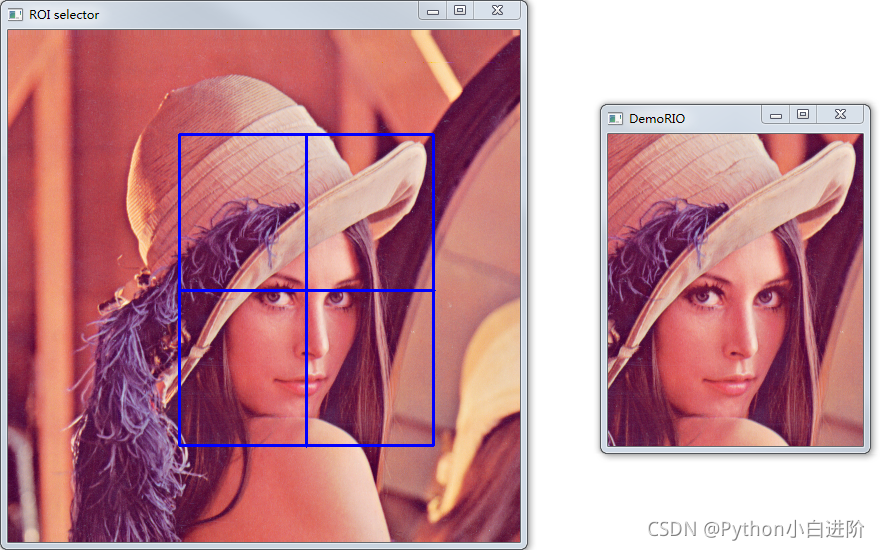 ROI selector
DemoRIO
CSDN @Python小白进阶